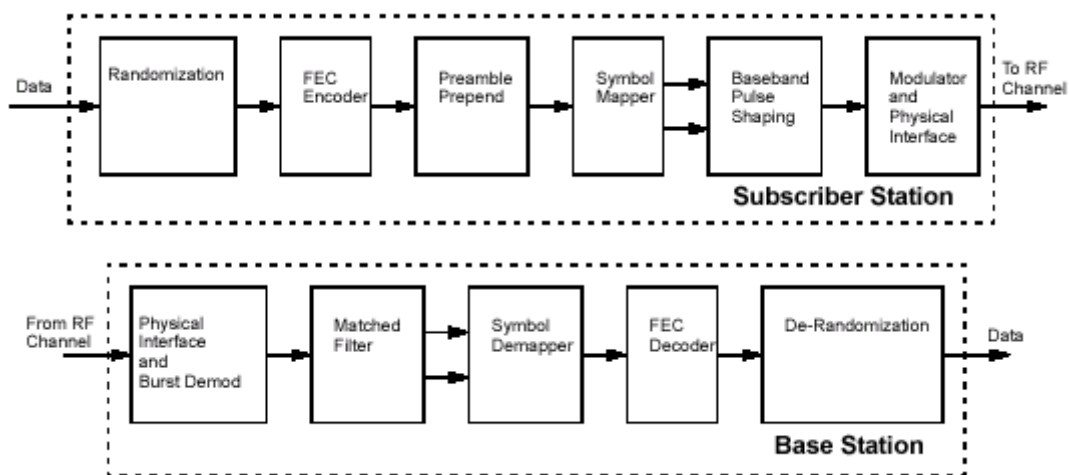 Data
Randomization
FEC
Encoder
Preamble
Prepend
Symbol
Mapper
Baseband
Pulse
Shaping
Modulator
and
Physical
Interface
To RF
Channel
Subscriber Station
From RF
Channel
Physical
Interface
and
Burst Demod
Matched
Filter
Symbol
Demapper
FEC
Decoder
De-Randomization
Data
Base Station